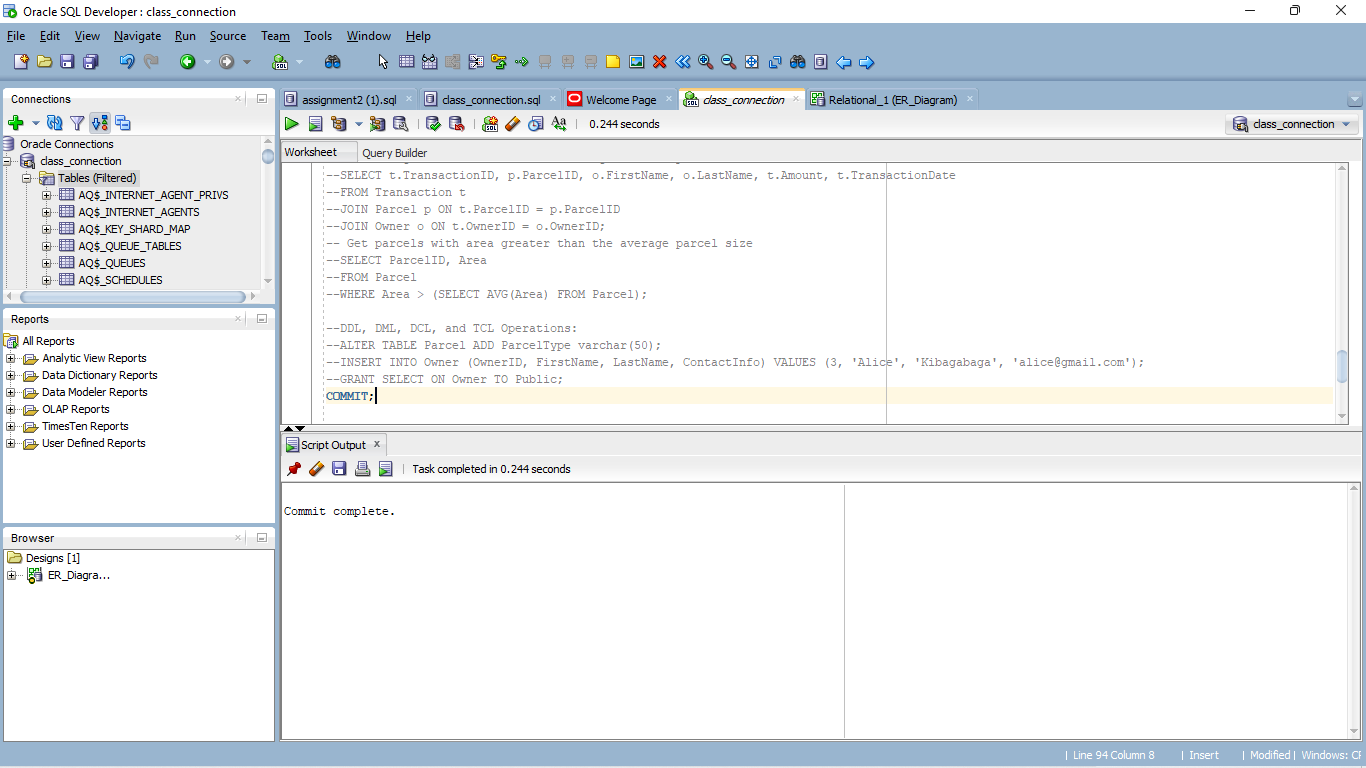 Oracle SQL Developer : class_connection
File Edit View Navigate Run Source Team Tools Window Help
Connections
Oracle Connections
class_connection
Tables (Filtered)
AQ$_INTERNET_AGENT_PRIVS
AQ$_INTERNET_AGENTS
AQ$_KEY_SHARD_MAP
AQ$_QUEUE_TABLES
AQ$_QUEUES
AQ$_SCHEDULES
Reports
All Reports
Analytic View Reports
Data Dictionary Reports
Data Modeler Reports
OLAP Reports
TimesTen Reports
User Defined Reports
Browser
Designs [1]
ER_Diagra...
assignment2 (1).sql class_connection.sql Welcome Page class_connection Relational_1 (ER_Diagram)
0.244 seconds class_connection
Worksheet Query Builder
--SELECT t.TransactionID, p.ParcelID, o.FirstName, o.LastName, t.Amount, t.TransactionDate
--FROM Transaction t
--JOIN Parcel p ON t.ParcelID = p.ParcelID
--JOIN Owner o ON t.OwnerID = o.OwnerID;
-- Get parcels with area greater than the average parcel size
--SELECT ParcelID, Area
--FROM Parcel
--WHERE Area > (SELECT AVG(Area) FROM Parcel);
--DDL, DML, DCL, and TCL Operations:
--ALTER TABLE Parcel ADD ParcelType varchar(50);
--INSERT INTO Owner (OwnerID, FirstName, LastName, ContactInfo) VALUES (3, 'Alice', 'Kibagabaga', 'alice@gmail.com');
--GRANT SELECT ON Owner TO Public;
COMMIT;
Script Output
Task completed in 0.244 seconds
Commit complete.
Line 94 Column 8 Insert Modified Windows: